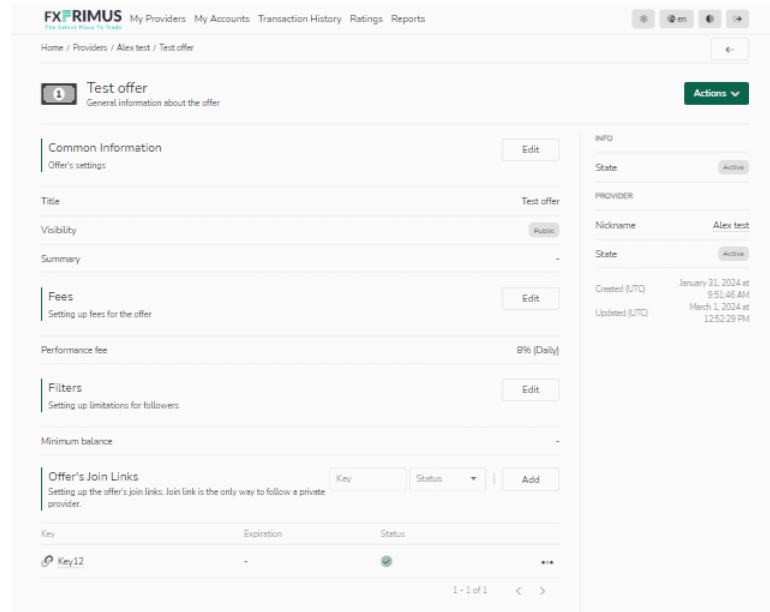 FXPRIMUS My Providers My Accounts Transaction History Ratings Reports en
The Safest Place To Trade
Home / Providers / Alex test / Test offer
1 Test offer
General information about the offer
Actions
Common Information
Offer's settings
Edit
Title Test offer
Visibility Public
Summary -
Fees
Setting up fees for the offer
Edit
Performance fee 8% (Daily)
Filters
Setting up limitations for followers
Edit
Minimum balance -
Offer's Join Links
Setting up the offer's join links. Join link is the only way to follow a private
provider.
Key Status | Add
Key Expiration Status
Key12 -
1 - 1 of 1
INFO
State Active
PROVIDER
Nickname Alex test
State Active
Created (UTC) January 31, 2024 at
9:51:46 AM
Updated (UTC) March 1, 2024 at
12:52:29 PM